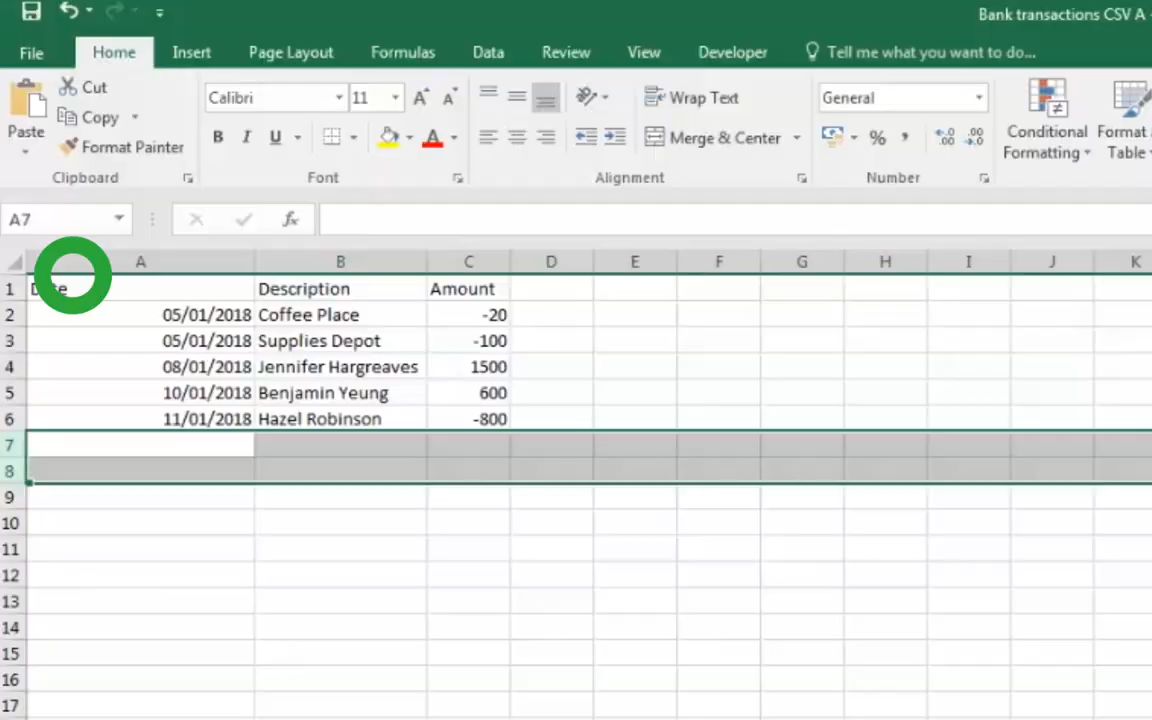 Bank transactions CSV A -
File Home Insert Page Layout Formulas Data Review View Developer Tell me what you want to do...
Paste Cut Copy Format Painter
Calibri 11 A A
B I U A
Wrap Text
Merge & Center
General
% , .0 .00 .00 .0
Conditional Formatting
Format Table
Clipboard Font Alignment Number
A7 fx
A B C D E F G H I J K
1 Description Amount
2 05/01/2018 Coffee Place -20
3 05/01/2018 Supplies Depot -100
4 08/01/2018 Jennifer Hargreaves 1500
5 10/01/2018 Benjamin Yeung 600
6 11/01/2018 Hazel Robinson -800
7
8
9
10
11
12
13
14
15
16
17